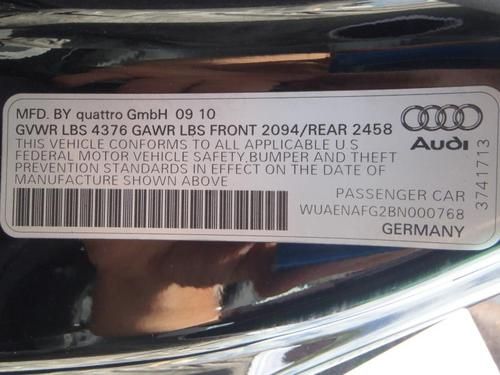 MFD. BY quattro GmbH 09 10
GVWR LBS 4376 GAWR LBS FRONT 2094/REAR 2458
THIS VEHICLE CONFORMS TO ALL APPLICABLE U S
FEDERAL MOTOR VEHICLE SAFETY.BUMPER AND THEFT
PREVENTION STANDARDS IN EFFECT ON THE DATE OF
MANUFACTURE SHOWN ABOVE
PASSENGER CAR
WUAENAFG2BN000768
GERMANY
Audi
3741713